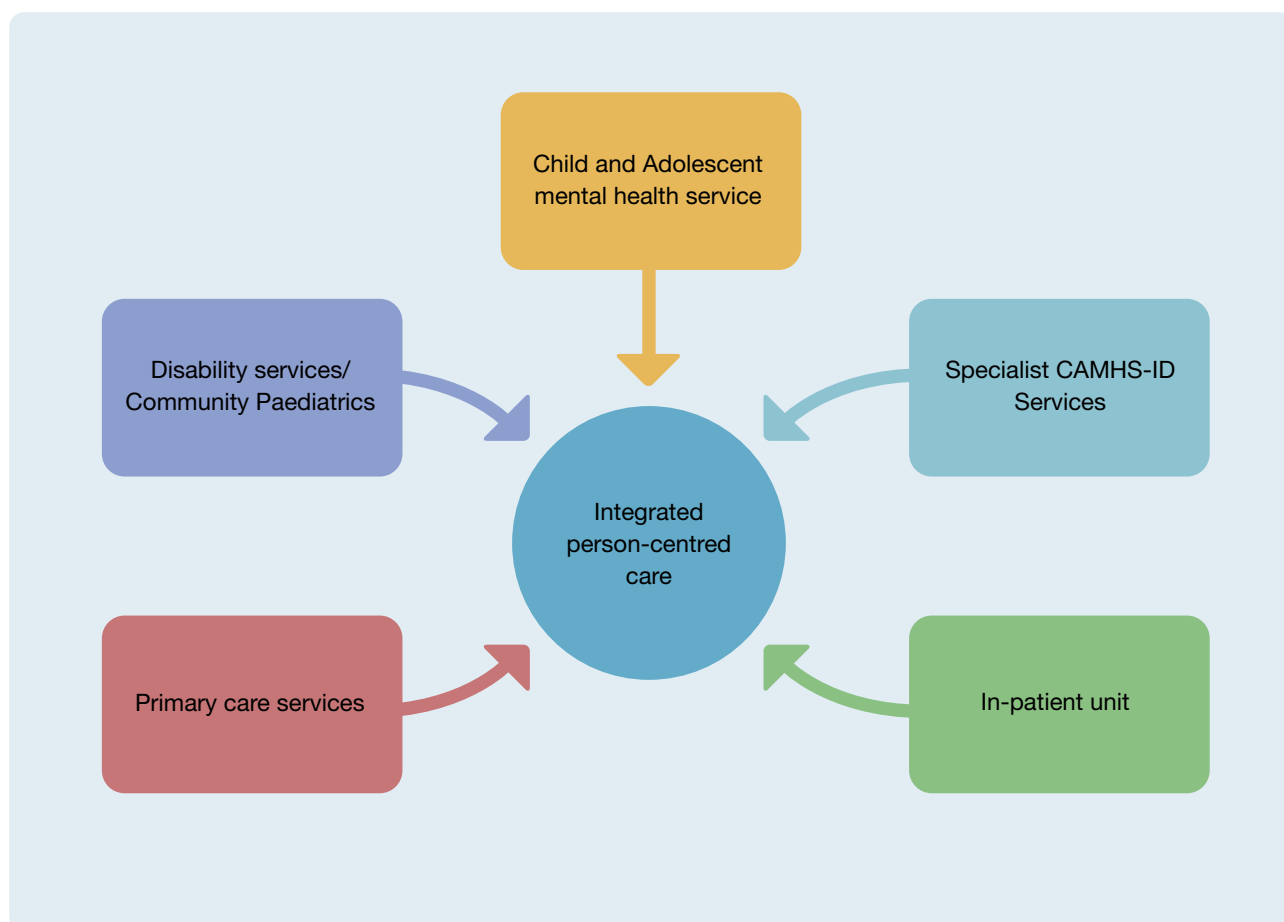 Child and Adolescent
mental health service
Disability services/
Community Paediatrics
Specialist CAMHS-ID
Services
Integrated
person-centred
care
Primary care services
In-patient unit